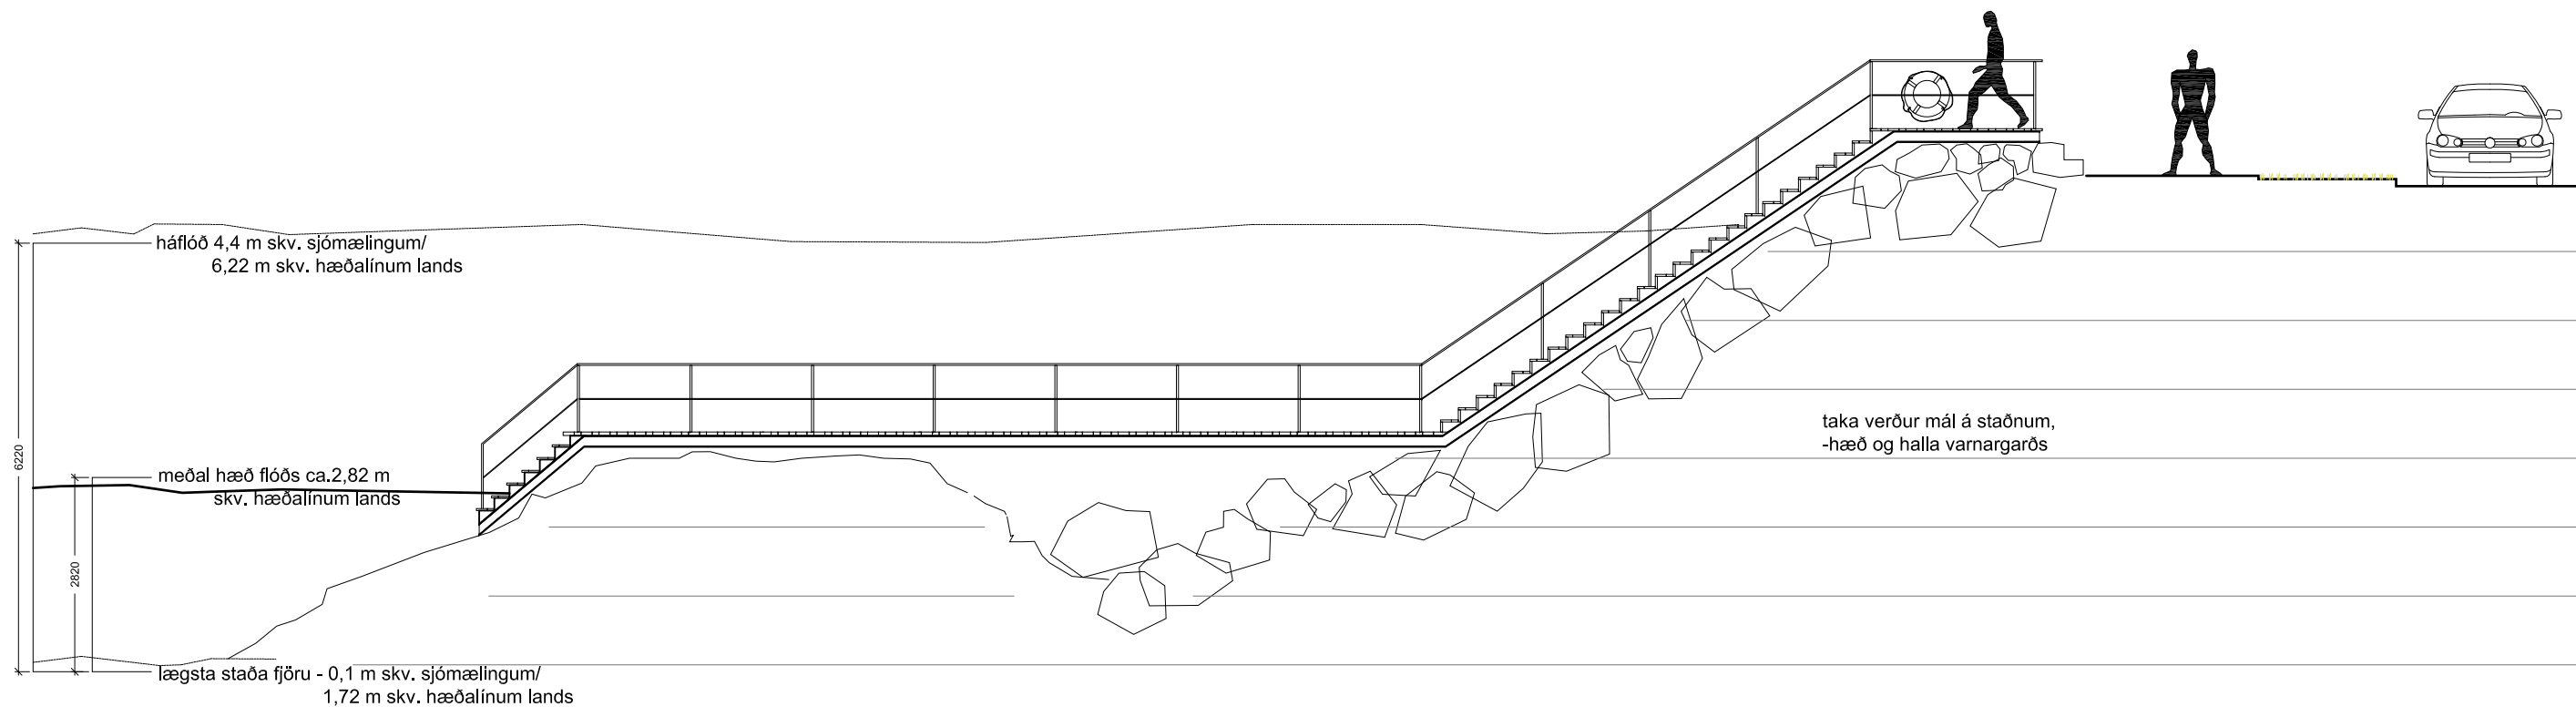 háflóð 4,4 m skv. sjómælingum/
6,22 m skv. hæðalínum lands
6220
meðal hæð flóðs ca.2,82 m
skv. hæðalínum lands
2820
lægsta staða fjöru - 0,1 m skv. sjómælingum/
1,72 m skv. hæðalínum lands
taka verður mál á staðnum,
-hæð og halla varnargarðs